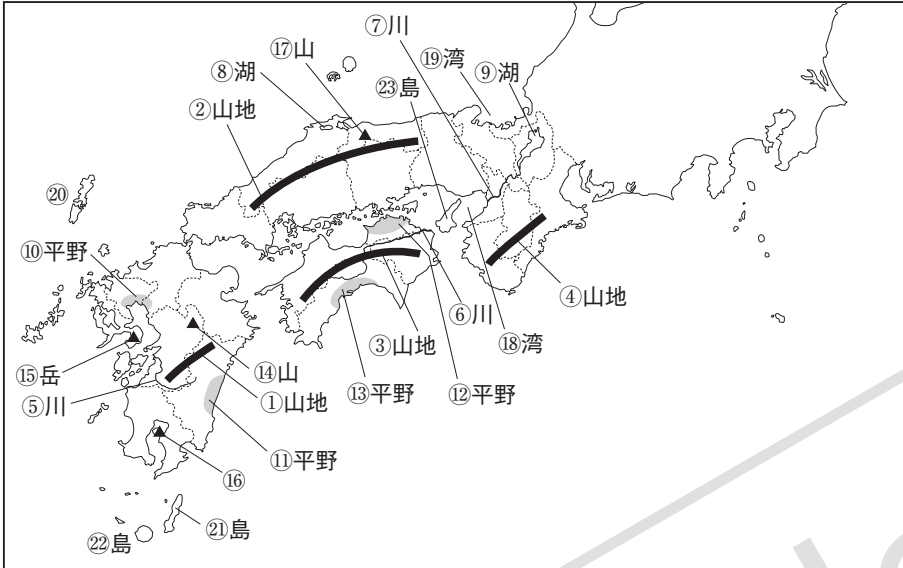 ⑦川
⑰山
⑲湾
⑧湖
⑨湖
㉓島
②山地
⑳
⑩平野
④山地
⑥川
③山地
⑱湾
⑮岳
⑭山
⑬平野
⑫平野
⑤川
①山地
⑪平野
⑯
㉑島
㉒島